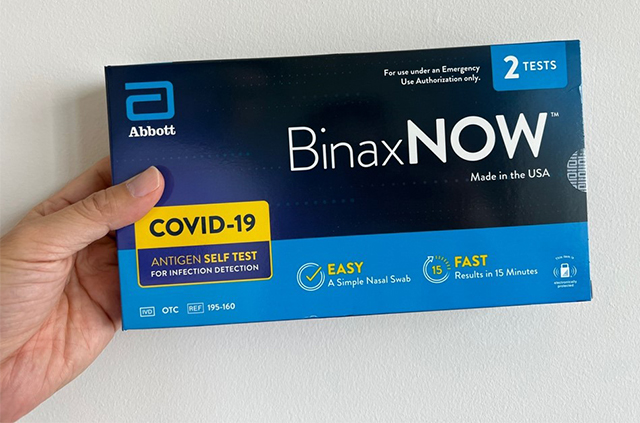 Abbott
For use under an Emergency
Use Authorization only.
2 TESTS
BinaxNOW™
Made in the USA
COVID-19
ANTIGEN SELF TEST
FOR INFECTION DETECTION
EASY
A Simple Nasal Swab
15
FAST
Results in 15 Minutes
electronically
protected
IVD OTC REF 195-160